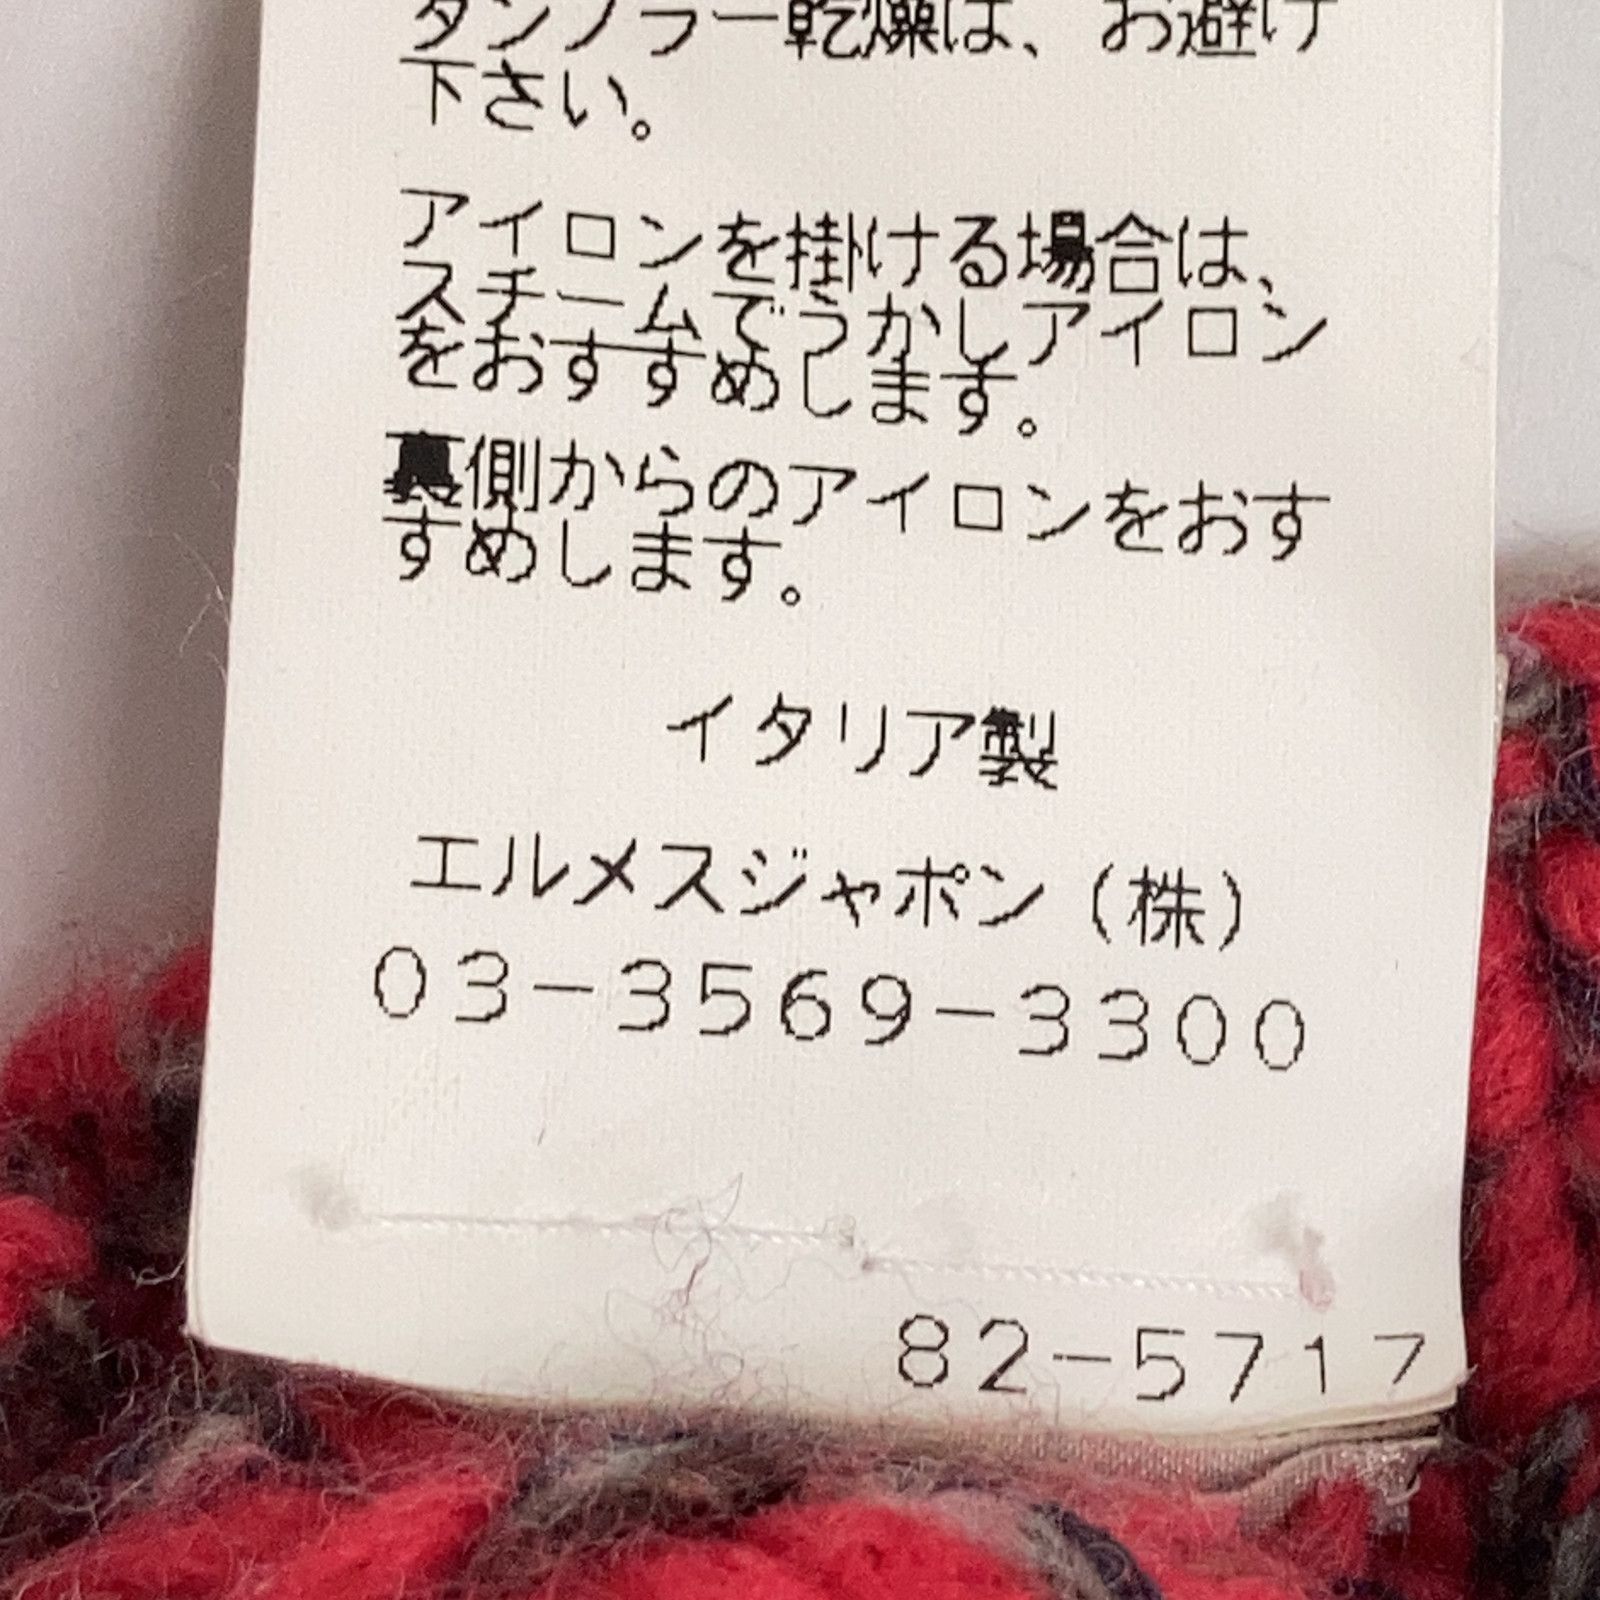 タンブラー乾燥は、お避け
下さい。
アイロンを掛ける場合は、
スチームでうかしアイロン
をおすすめします。
裏側からのアイロンをおす
すめします。
イタリア製
エルメスジャポン（株）
03-3569-3300
82-5717